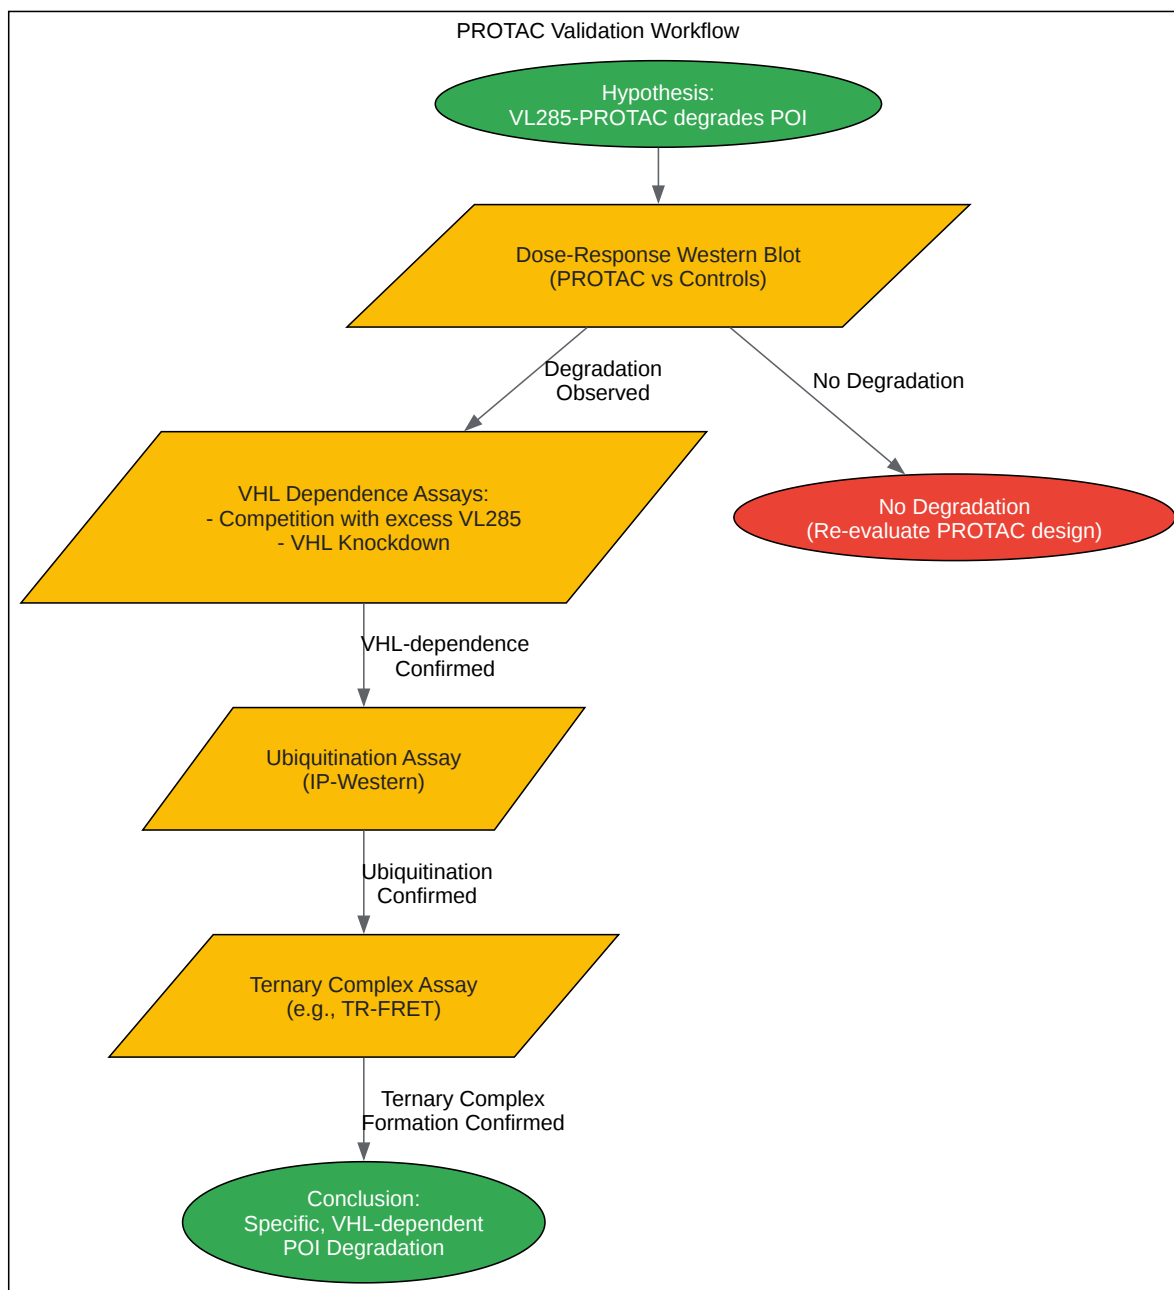 PROTAC Validation Workflow
Hypothesis:
VL285-PROTAC degrades POI
Dose-Response Western Blot
(PROTAC vs Controls)
Degradation
Observed
No Degradation
VHL Dependence Assays:
- Competition with excess VL285
- VHL Knockdown
No Degradation
(Re-evaluate PROTAC design)
VHL-dependence
Confirmed
Ubiquitination Assay
(IP-Western)
Ubiquitination
Confirmed
Ternary Complex Assay
(e.g., TR-FRET)
Ternary Complex
Formation Confirmed
Conclusion:
Specific, VHL-dependent
POI Degradation